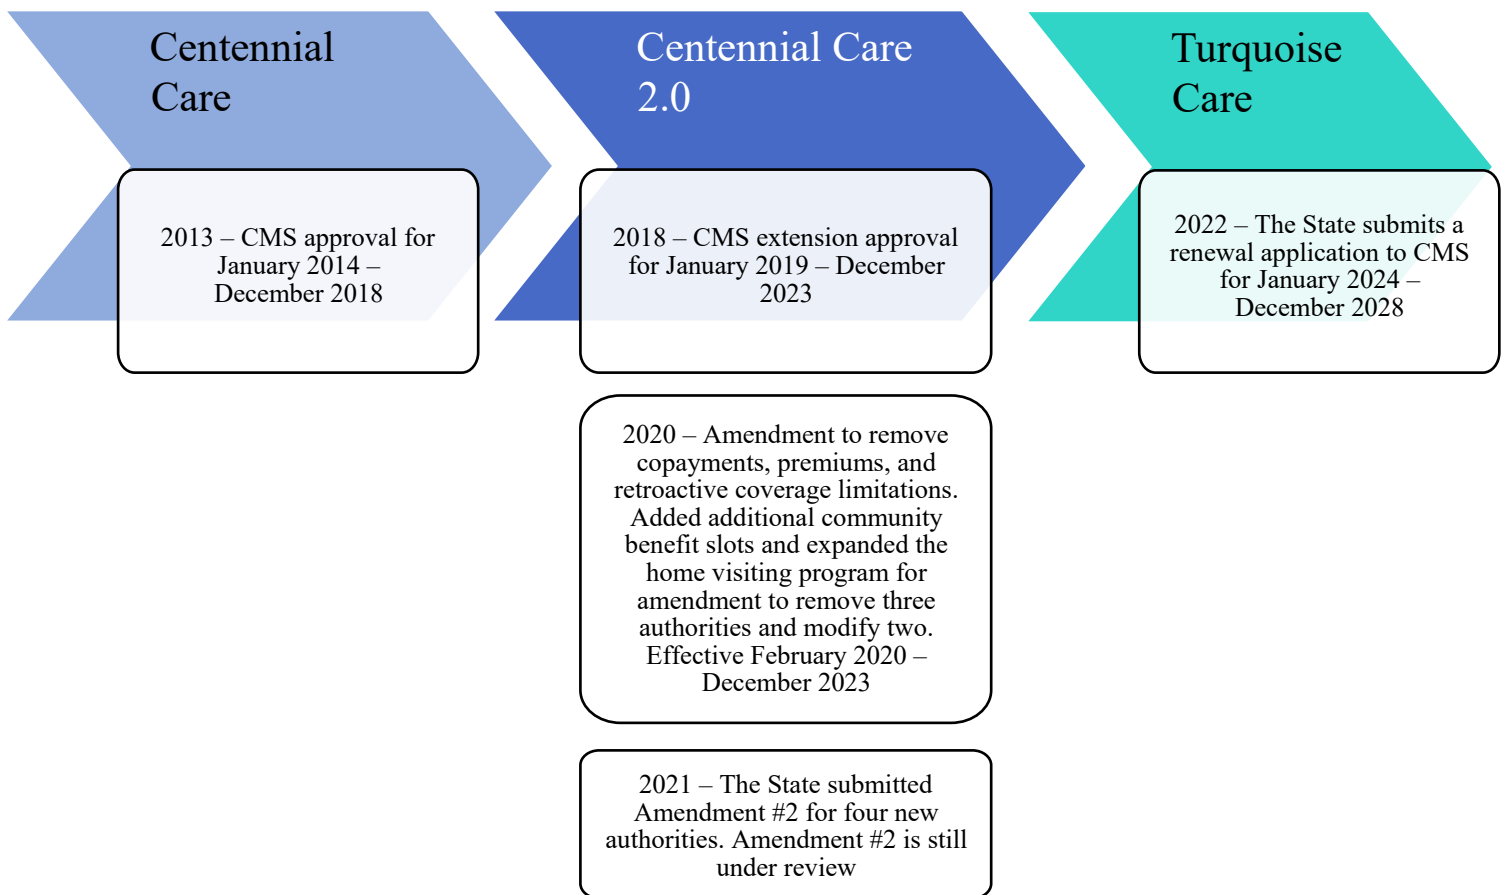 Centennial
Care
2013 – CMS approval for
January 2014 –
December 2018
Centennial Care
2.0
2018 – CMS extension approval
for January 2019 – December
2023
2020 – Amendment to remove
copayments, premiums, and
retroactive coverage limitations.
Added additional community
benefit slots and expanded the
home visiting program for
amendment to remove three
authorities and modify two.
Effective February 2020 –
December 2023
2021 – The State submitted
Amendment #2 for four new
authorities. Amendment #2 is still
under review
Turquoise
Care
2022 – The State submits a
renewal application to CMS
for January 2024 –
December 2028